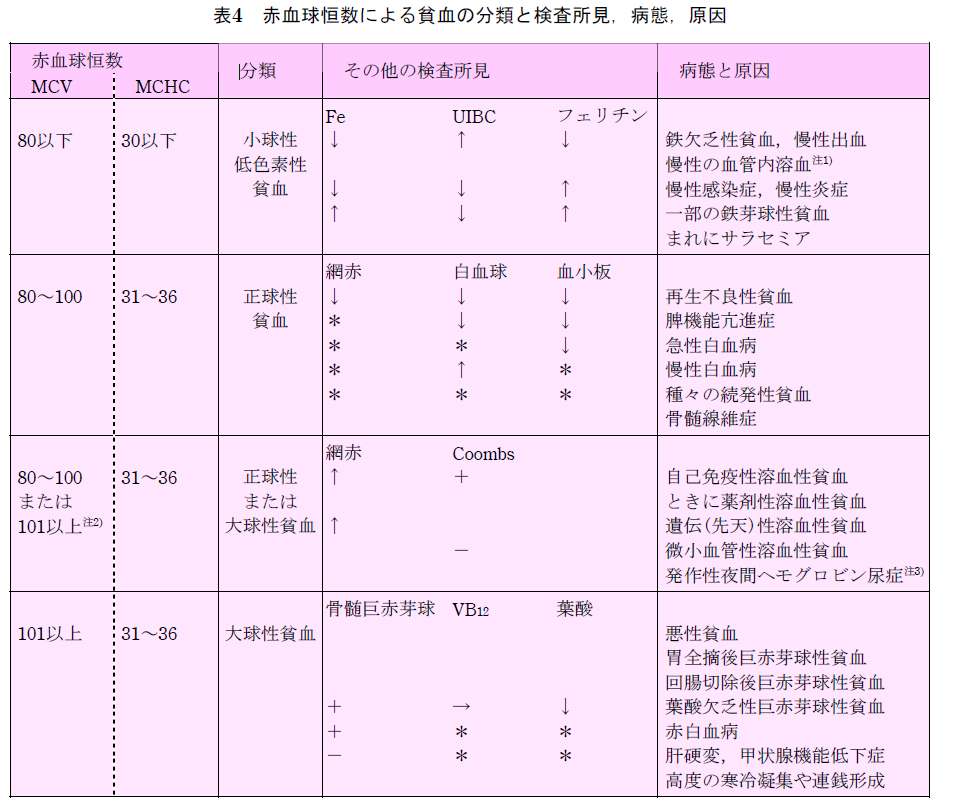 表4　赤血球恒数による貧血の分類と検査所見，病態，原因
赤血球恒数 分類 その他の検査所見 病態と原因
MCV MCHC
Fe UIBC フェリチン
80以下 30以下 小球性 ↓ ↑ ↓ 鉄欠乏性貧血，慢性出血
低色素性 慢性の血管内溶血注1)
貧血 ↓ ↓ ↑ 慢性感染症，慢性炎症
↑ ↓ ↑ 一部の鉄芽球性貧血
まれにサラセミア
網赤 白血球 血小板
80～100 31～36 正球性 ↓ ↓ ↓ 再生不良性貧血
貧血 ＊ ↓ ↓ 脾機能亢進症
＊ ＊ ↓ 急性白血病
＊ ↑ ＊ 慢性白血病
＊ ＊ ＊ 種々の続発性貧血
骨髄線維症
網赤 Coombs
80～100 31～36 正球性 ↑ ＋ 自己免疫性溶血性貧血
または または ときに薬剤性溶血性貧血
101以上注2) 大球性貧血 ↑ 遺伝(先天)性溶血性貧血
－ 微小血管性溶血性貧血
発作性夜間ヘモグロビン尿症注3)
骨髄巨赤芽球 VB12 葉酸
101以上 31～36 大球性貧血 悪性貧血
胃全摘後巨赤芽球性貧血
回腸切除後巨赤芽球性貧血
＋ → ↓ 葉酸欠乏性巨赤芽球性貧血
＋ ＊ ＊ 赤白血病
－ ＊ ＊ 肝硬変，甲状腺機能低下症
高度の寒冷凝集や連銭形成